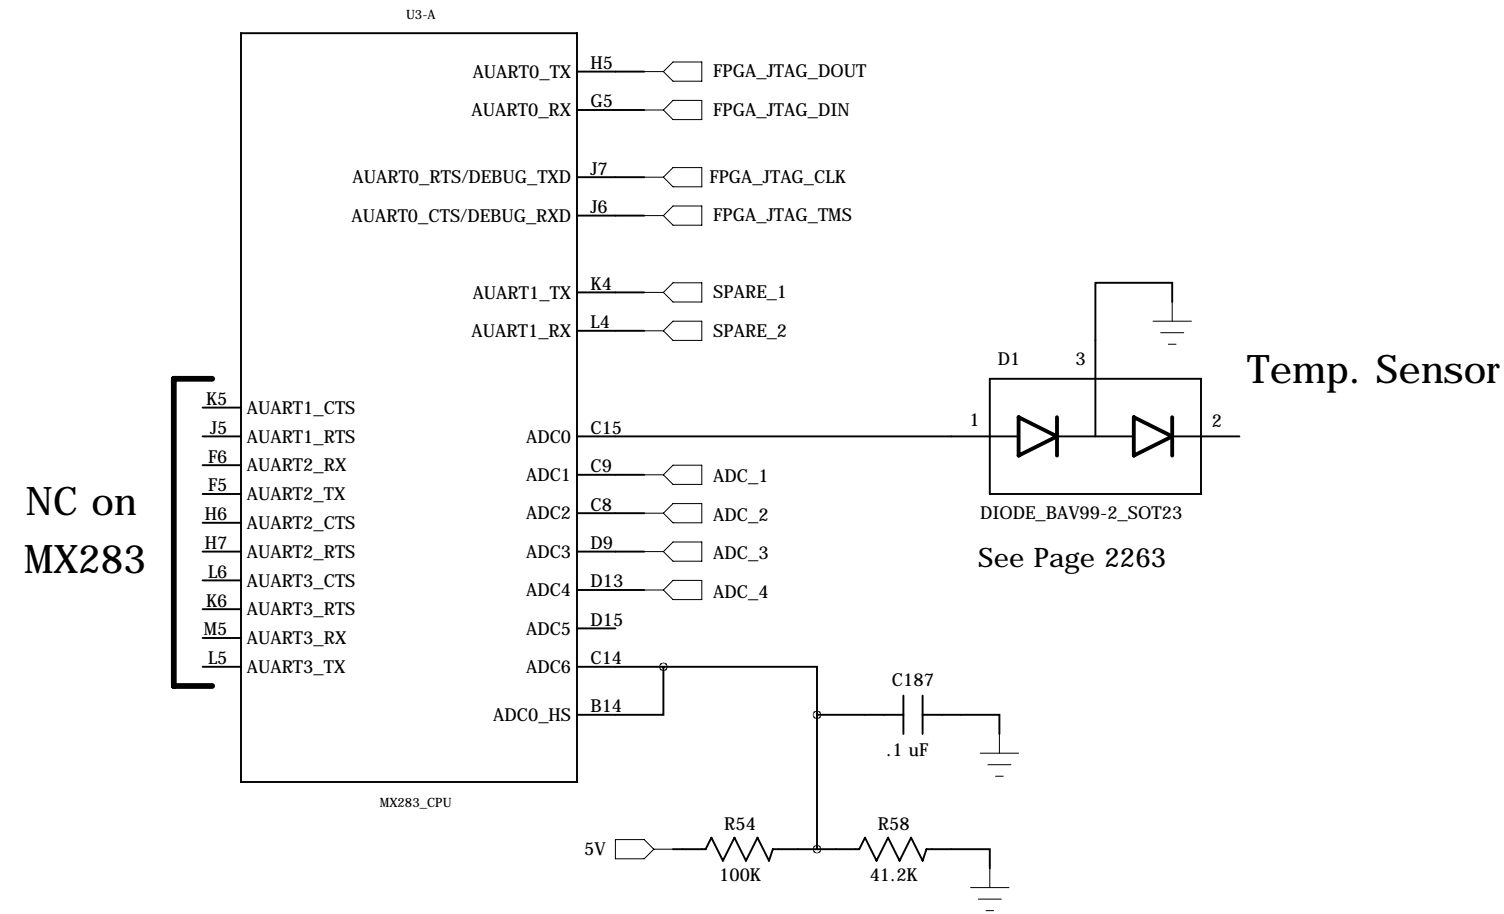 U3-A
AUART0_TX H5 FPGA_JTAG_DOUT
AUART0_RX G5 FPGA_JTAG_DIN
AUART0_RTS/DEBUG_TXD J7 FPGA_JTAG_CLK
AUART0_CTS/DEBUG_RXD J6 FPGA_JTAG_TMS
AUART1_TX K4 SPARE_1
AUART1_RX L4 SPARE_2
NC on
MX283
K5 AUART1_CTS
J5 AUART1_RTS
F6 AUART2_RX
F5 AUART2_TX
H6 AUART2_CTS
H7 AUART2_RTS
L6 AUART3_CTS
K6 AUART3_RTS
M5 AUART3_RX
L5 AUART3_TX
ADC0 C15
ADC1 C9 ADC_1
ADC2 C8 ADC_2
ADC3 D9 ADC_3
ADC4 D13 ADC_4
ADC5 D15
ADC6 C14
ADC0_HS B14
MX283_CPU
D1 3
1 2
Temp. Sensor
DIODE_BAV99-2_SOT23
See Page 2263
C187
.1 uF
5V
R54
100K
R58
41.2K